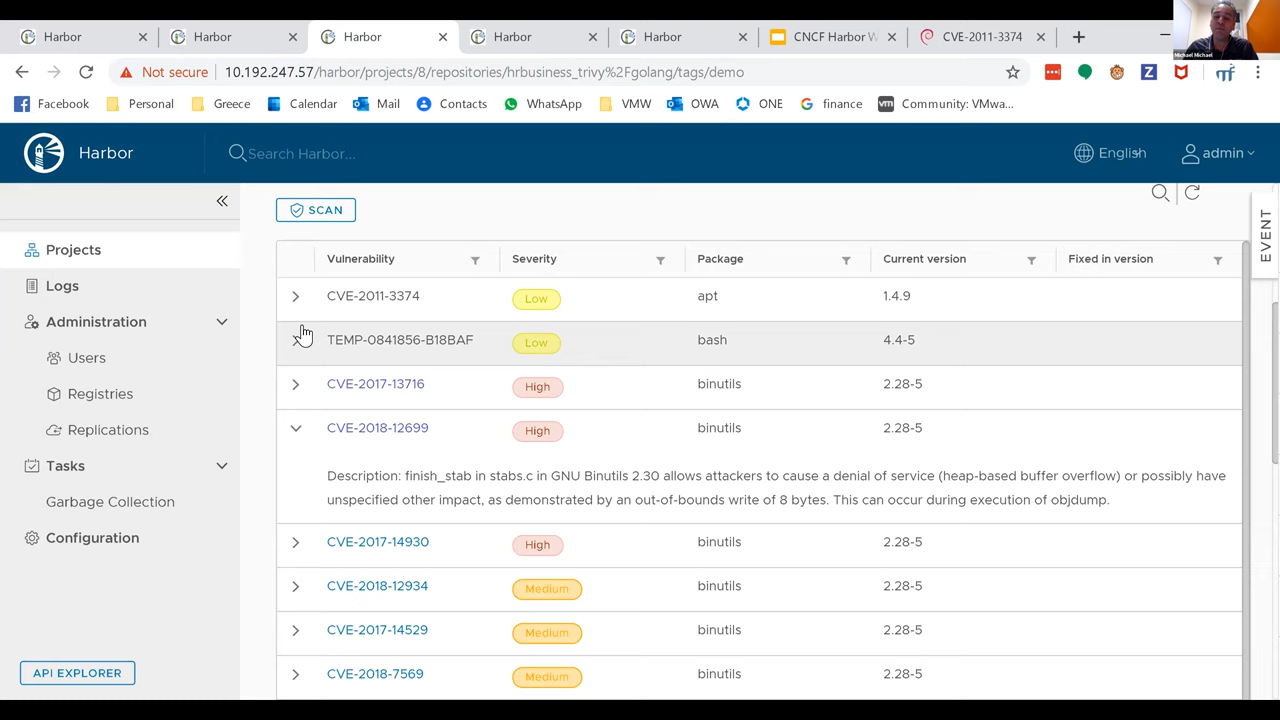 Harbor
Harbor
Harbor
Harbor
Harbor
CNCF Harbor W
CVE-2011-3374
Michael Michael
Not secure
10.192.247.57/harbor/projects/8/repositories/hrbusiness_trivy%2Fgolang/tags/demo
Facebook
Personal
Greece
Calendar
Mail
Contacts
WhatsApp
VMW
OWA
ONE
finance
vm
Community: VMwa...
Harbor
Search Harbor...
English
admin
EVENT
SCAN
Projects
Logs
Administration
Users
Registries
Replications
Tasks
Garbage Collection
Configuration
API EXPLORER
Vulnerability Severity Package Current version Fixed in version
CVE-2011-3374 Low apt 1.4.9
TEMP-0841856-B18BAF Low bash 4.4-5
CVE-2017-13716 High binutils 2.28-5
CVE-2018-12699 High binutils 2.28-5
Description: finish_stab in stabs.c in GNU Binutils 2.30 allows attackers to cause a denial of service (heap-based buffer overflow) or possibly have
unspecified other impact, as demonstrated by an out-of-bounds write of 8 bytes. This can occur during execution of objdump.
CVE-2017-14930 High binutils 2.28-5
CVE-2018-12934 Medium binutils 2.28-5
CVE-2017-14529 Medium binutils 2.28-5
CVE-2018-7569 Medium binutils 2.28-5